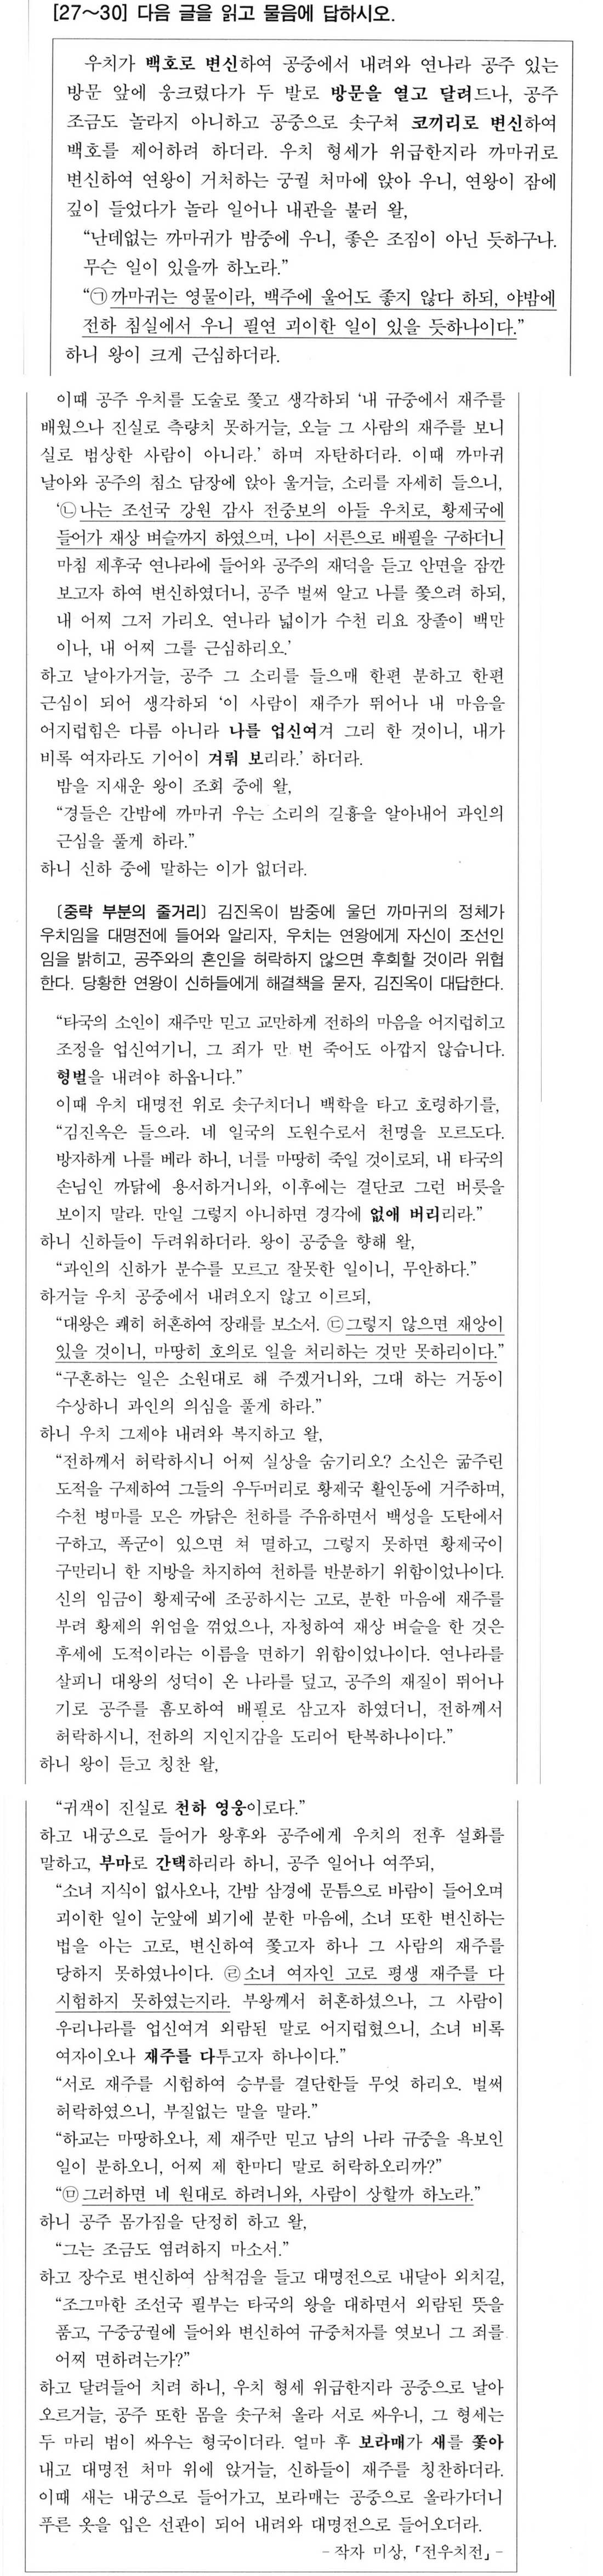 [27～30] 다음 글을 읽고 물음에 답하시오.
우치가 백호로 변신하여 공중에서 내려와 연나라 공주 있는
방문 앞에 웅크렸다가 두 발로 방문을 열고 달려드나, 공주
조금도 놀라지 아니하고 공중으로 솟구쳐 코끼리로 변신하여
백호를 제어하려 하더라. 우치 형세가 위급한지라 까마귀로
변신하여 연왕이 거처하는 궁궐 처마에 앉아 우니, 연왕이 잠에
깊이 들었다가 놀라 일어나 내관을 불러 왈,
“난데없는 까마귀가 밤중에 우니, 좋은 조짐이 아닌 듯하구나.
무슨 일이 있을까 하노라.”
“㉠까마귀는 영물이라, 백주에 울어도 좋지 않다 하되, 야밤에
전하 침실에서 우니 필연 괴이한 일이 있을 듯하나이다.”
하니 왕이 크게 근심하더라.
이때 공주 우치를 도술로 쫓고 생각하되 ‘내 규중에서 재주를
배웠으나 진실로 측량치 못하거늘, 오늘 그 사람의 재주를 보니
실로 범상한 사람이 아니라.’ 하며 자탄하더라. 이때 까마귀
날아와 공주의 침소 담장에 앉아 울거늘, 소리를 자세히 들으니,
‘㉡나는 조선국 강원 감사 전중보의 아들 우치로, 황제국에
들어가 재상 벼슬까지 하였으며, 나이 서른으로 배필을 구하더니
마침 제후국 연나라에 들어와 공주의 재덕을 듣고 안면을 잠깐
보고자 하여 변신하였더니, 공주 벌써 알고 나를 쫓으려 하되,
내 어찌 그저 가리오. 연나라 넓이가 수천 리요 장졸이 백만
이나, 내 어찌 그를 근심하리오.’
하고 날아가거늘, 공주 그 소리를 들으매 한편 분하고 한편
근심이 되어 생각하되 ‘이 사람이 재주가 뛰어나 내 마음을
어지럽힘은 다름 아니라 나를 업신여겨 그리 한 것이니, 내가
비록 여자라도 기어이 겨뤄 보리라.’ 하더라.
밤을 지새운 왕이 조회 중에 왈,
“경들은 간밤에 까마귀 우는 소리의 길흉을 알아내어 과인의
근심을 풀게 하라.”
하니 신하 중에 말하는 이가 없더라.
[중략 부분의 줄거리] 김진옥이 밤중에 울던 까마귀의 정체가
우치임을 대명전에 들어와 알리자, 우치는 연왕에게 자신이 조선인
임을 밝히고, 공주와의 혼인을 허락하지 않으면 후회할 것이라 위협
한다. 당황한 연왕이 신하들에게 해결책을 묻자, 김진옥이 대답한다.
“타국의 소인이 재주만 믿고 교만하게 전하의 마음을 어지럽히고
조정을 업신여기니, 그 죄가 만 번 죽어도 아깝지 않습니다.
형벌을 내려야 하옵니다.”
이때 우치 대명전 위로 솟구치더니 백학을 타고 호령하기를,
“김진옥은 들으라. 네 일국의 도원수로서 천명을 모르도다.
방자하게 나를 베라 하니, 너를 마땅히 죽일 것이로되, 내 타국의
손님인 까닭에 용서하거니와, 이후에는 결단코 그런 버릇을
보이지 말라. 만일 그렇지 아니하면 경각에 없애 버리리라.”
하니 신하들이 두려워하더라. 왕이 공중을 향해 왈,
“과인의 신하가 분수를 모르고 잘못한 일이니, 무안하다.”
하거늘 우치 공중에서 내려오지 않고 이르되,
“대왕은 쾌히 허혼하여 장래를 보소서. ㉢그렇지 않으면 재앙이
있을 것이니, 마땅히 호의로 일을 처리하는 것만 못하리이다.”
“구혼하는 일은 소원대로 해 주겠거니와, 그대 하는 거동이
수상하니 과인의 의심을 풀게 하라.”
하니 우치 그제야 내려와 복지하고 왈,
“전하께서 허락하시니 어찌 실상을 숨기리오? 소신은 굶주린
도적을 구제하여 그들의 우두머리로 황제국 활인동에 거주하며,
수천 병마를 모은 까닭은 천하를 주유하면서 백성을 도탄에서
구하고, 폭군이 있으면 쳐 멸하고, 그렇지 못하면 황제국이
구만리니 한 지방을 차지하여 천하를 반분하기 위함이었나이다.
신의 임금이 황제국에 조공하시는 고로, 분한 마음에 재주를
부려 황제의 위엄을 꺾었으나, 자청하여 재상 벼슬을 한 것은
후세에 도적이라는 이름을 면하기 위함이었나이다. 연나라를
살피니 대왕의 성덕이 온 나라를 덮고, 공주의 재질이 뛰어나
기로 공주를 흠모하여 배필로 삼고자 하였더니, 전하께서
허락하시니, 전하의 지인지감을 도리어 탄복하나이다.”
하니 왕이 듣고 칭찬 왈,
“귀객이 진실로 천하 영웅이로다.”
하고 내궁으로 들어가 왕후와 공주에게 우치의 전후 설화를
말하고, 부마로 간택하리라 하니, 공주 일어나 여쭈되,
“소녀 지식이 없사오나, 간밤 삼경에 문틈으로 바람이 들어오며
괴이한 일이 눈앞에 뵈기에 분한 마음에, 소녀 또한 변신하는
법을 아는 고로, 변신하여 쫓고자 하나 그 사람의 재주를
당하지 못하였나이다. ㉣소녀 여자인 고로 평생 재주를 다
시험하지 못하였는지라. 부왕께서 허혼하셨으나, 그 사람이
우리나라를 업신여겨 외람된 말로 어지럽혔으니, 소녀 비록
여자이오나 재주를 다투고자 하나이다.”
“서로 재주를 시험하여 승부를 결단한들 무엇 하리오. 벌써
허락하였으니, 부질없는 말을 말라.”
“하교는 마땅하오나, 제 재주만 믿고 남의 나라 규중을 욕보인
일이 분하오니, 어찌 제 한마디 말로 허락하오리까?”
“㉤그러하면 네 원대로 하려니와, 사람이 상할까 하노라.”
하니 공주 몸가짐을 단정히 하고 왈,
“그는 조금도 염려하지 마소서.”
하고 장수로 변신하여 삼척검을 들고 대명전으로 내달아 외치길,
“조그마한 조선국 필부는 타국의 왕을 대하면서 외람된 뜻을
품고, 구중궁궐에 들어와 변신하여 규중처자를 엿보니 그 죄를
어찌 면하려는가?”
하고 달려들어 치려 하니, 우치 형세 위급한지라 공중으로 날아
오르거늘, 공주 또한 몸을 솟구쳐 올라 서로 싸우니, 그 형세는
두 마리 범이 싸우는 형국이더라. 얼마 후 보라매가 새를 쫓아
내고 대명전 처마 위에 앉거늘, 신하들이 재주를 칭찬하더라.
이때 새는 내궁으로 들어가고, 보라매는 공중으로 올라가더니
푸른 옷을 입은 선관이 되어 내려와 대명전으로 들어오더라.
- 작자 미상, 「전우치전」 -